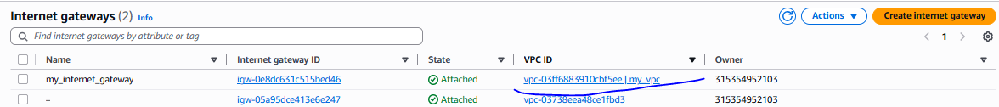 Internet gateways (2) Info
Actions
Create internet gateway
Find internet gateways by attribute or tag
1
Name Internet gateway ID State VPC ID Owner
my_internet_gateway igw-0e8dc631c515bed46 Attached vpc-03ff6883910cbf5ee | my_vpc 315354952103
– igw-05a95dce413e6e247 Attached vpc-03738eea48ce1fbd3 315354952103